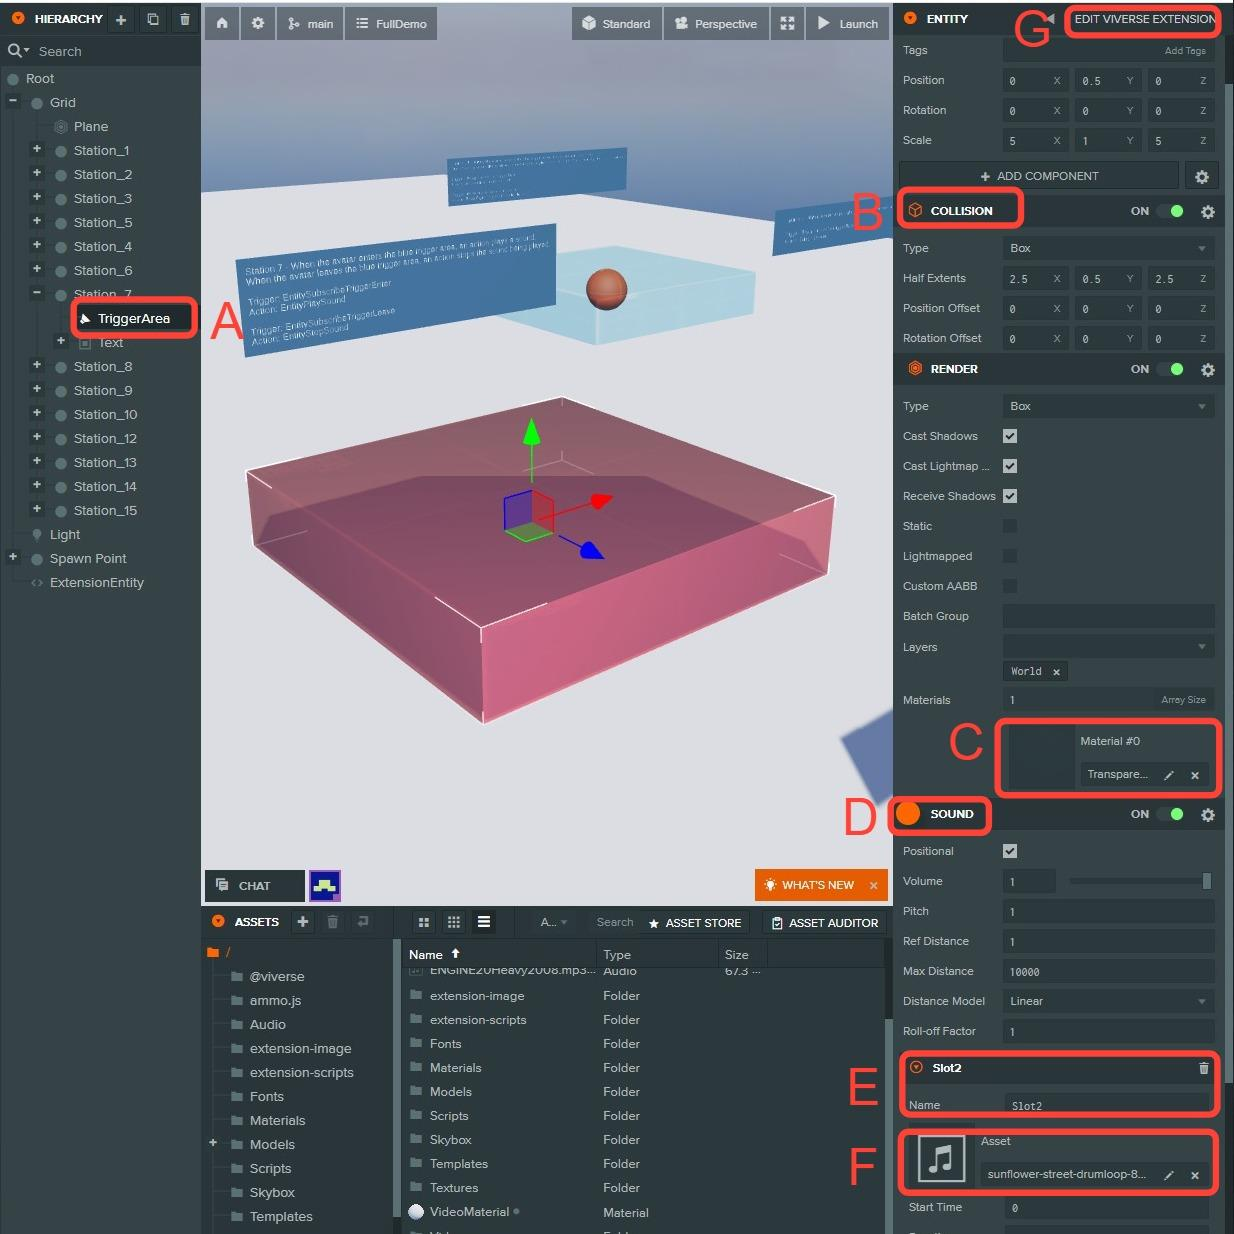 HIERARCHY
Search
Root
Grid
Plane
Station_1
Station_2
Station_3
Station_5
Station_4
Station_6
Station_7
TriggerArea
Text
Station_8
Station_9
Station_10
Station_12
Station_13
Station_14
Station_15
Light
Spawn Point
ExtensionEntity
A
main
FullDemo
Standard
Perspective
Launch
Station 7 - When the avatar enters the blue trigger area, an action plays a sound.
When the avatar leaves the blue trigger area, an action stops the sound being played.
Trigger: EntitySubscribeTriggerEnter
Action: EntityPlaySound
Trigger: EntitySubscribeTriggerLeave
Action: EntityStopSound
CHAT
WHAT'S NEW ×
ENTITY
G
EDIT VIVERSE EXTENSION
Tags Add Tags
Position 0 X 0.5 Y 0 Z
Rotation 0 X 0 Y 0 Z
Scale 5 X 1 Y 5 Z
+ ADD COMPONENT
B
COLLISION ON
Type Box
Half Extents 2.5 X 0.5 Y 2.5 Z
Position Offset 0 X 0 Y 0 Z
Rotation Offset 0 X 0 Y 0 Z
RENDER ON
Type Box
Cast Shadows
Cast Lightmap ...
Receive Shadows
Static
Lightmapped
Custom AABB
Batch Group
Layers
World ×
Materials 1 Array Size
C
Material #0
Transpare... ×
D
SOUND ON
Positional
Volume 1
Pitch 1
Ref Distance 1
Max Distance 10000
Distance Model Linear
Roll-off Factor 1
E
Slot2
Name Slot2
F
Asset
sunflower-street-drumloop-8... ×
Start Time 0
ASSETS
A...
Search
ASSET STORE
ASSET AUDITOR
/
@viverse
ammo.js
Audio
extension-image
extension-scripts
Fonts
Materials
Models
Scripts
Skybox
Templates
Name Type Size
ENGINE20Heavy2008.mp3... Audio 67.3 ...
extension-image Folder
extension-scripts Folder
Fonts Folder
Materials Folder
Models Folder
Scripts Folder
Skybox Folder
Templates Folder
Textures Folder
VideoMaterial Material